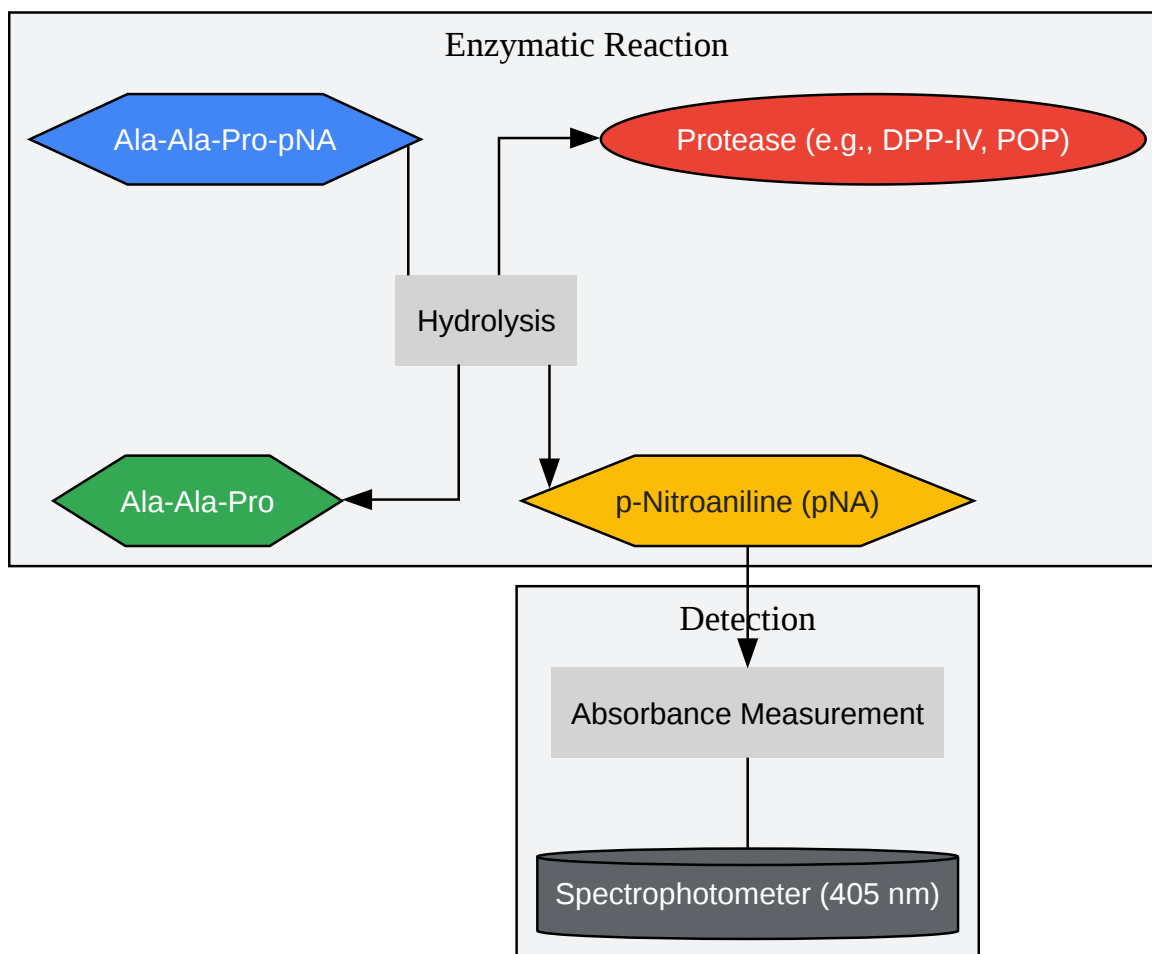 Enzymatic Reaction
Ala-Ala-Pro-pNA
Protease (e.g., DPP-IV, POP)
Hydrolysis
Ala-Ala-Pro
p-Nitroaniline (pNA)
Detection
Absorbance Measurement
Spectrophotometer (405 nm)